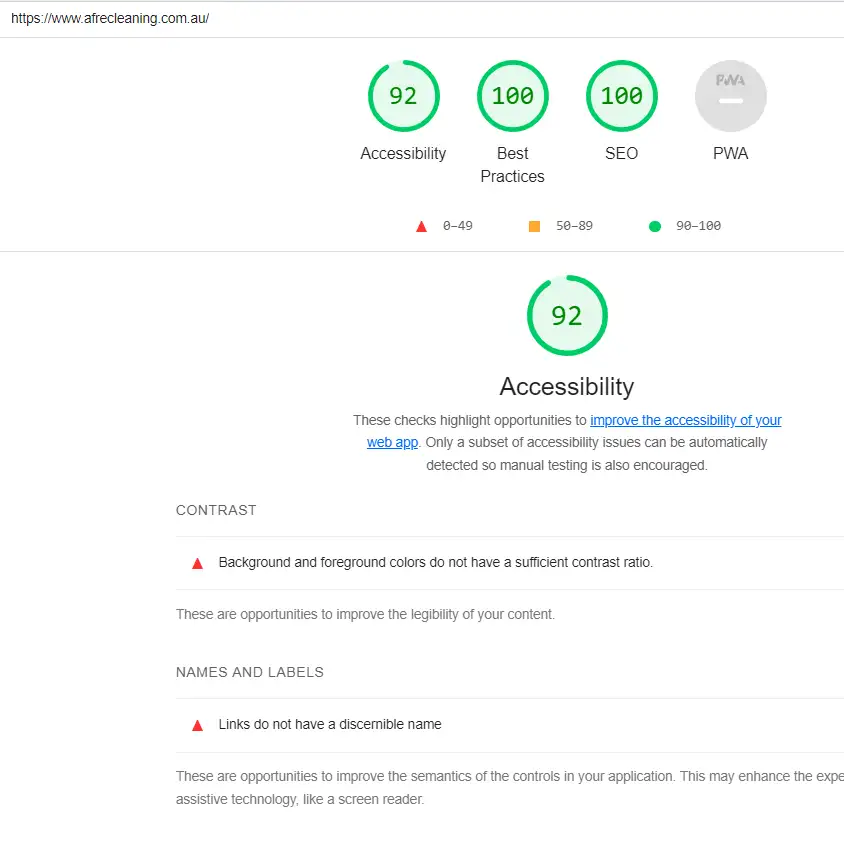 https://www.afrecleaning.com.au/
92
100
100
PWA
Accessibility
Best
Practices
SEO
PWA
0–49
50–89
90–100
92
Accessibility
These checks highlight opportunities to improve the accessibility of your
web app. Only a subset of accessibility issues can be automatically
detected so manual testing is also encouraged.
CONTRAST
Background and foreground colors do not have a sufficient contrast ratio.
These are opportunities to improve the legibility of your content.
NAMES AND LABELS
Links do not have a discernible name
These are opportunities to improve the semantics of the controls in your application. This may enhance the expe
assistive technology, like a screen reader.